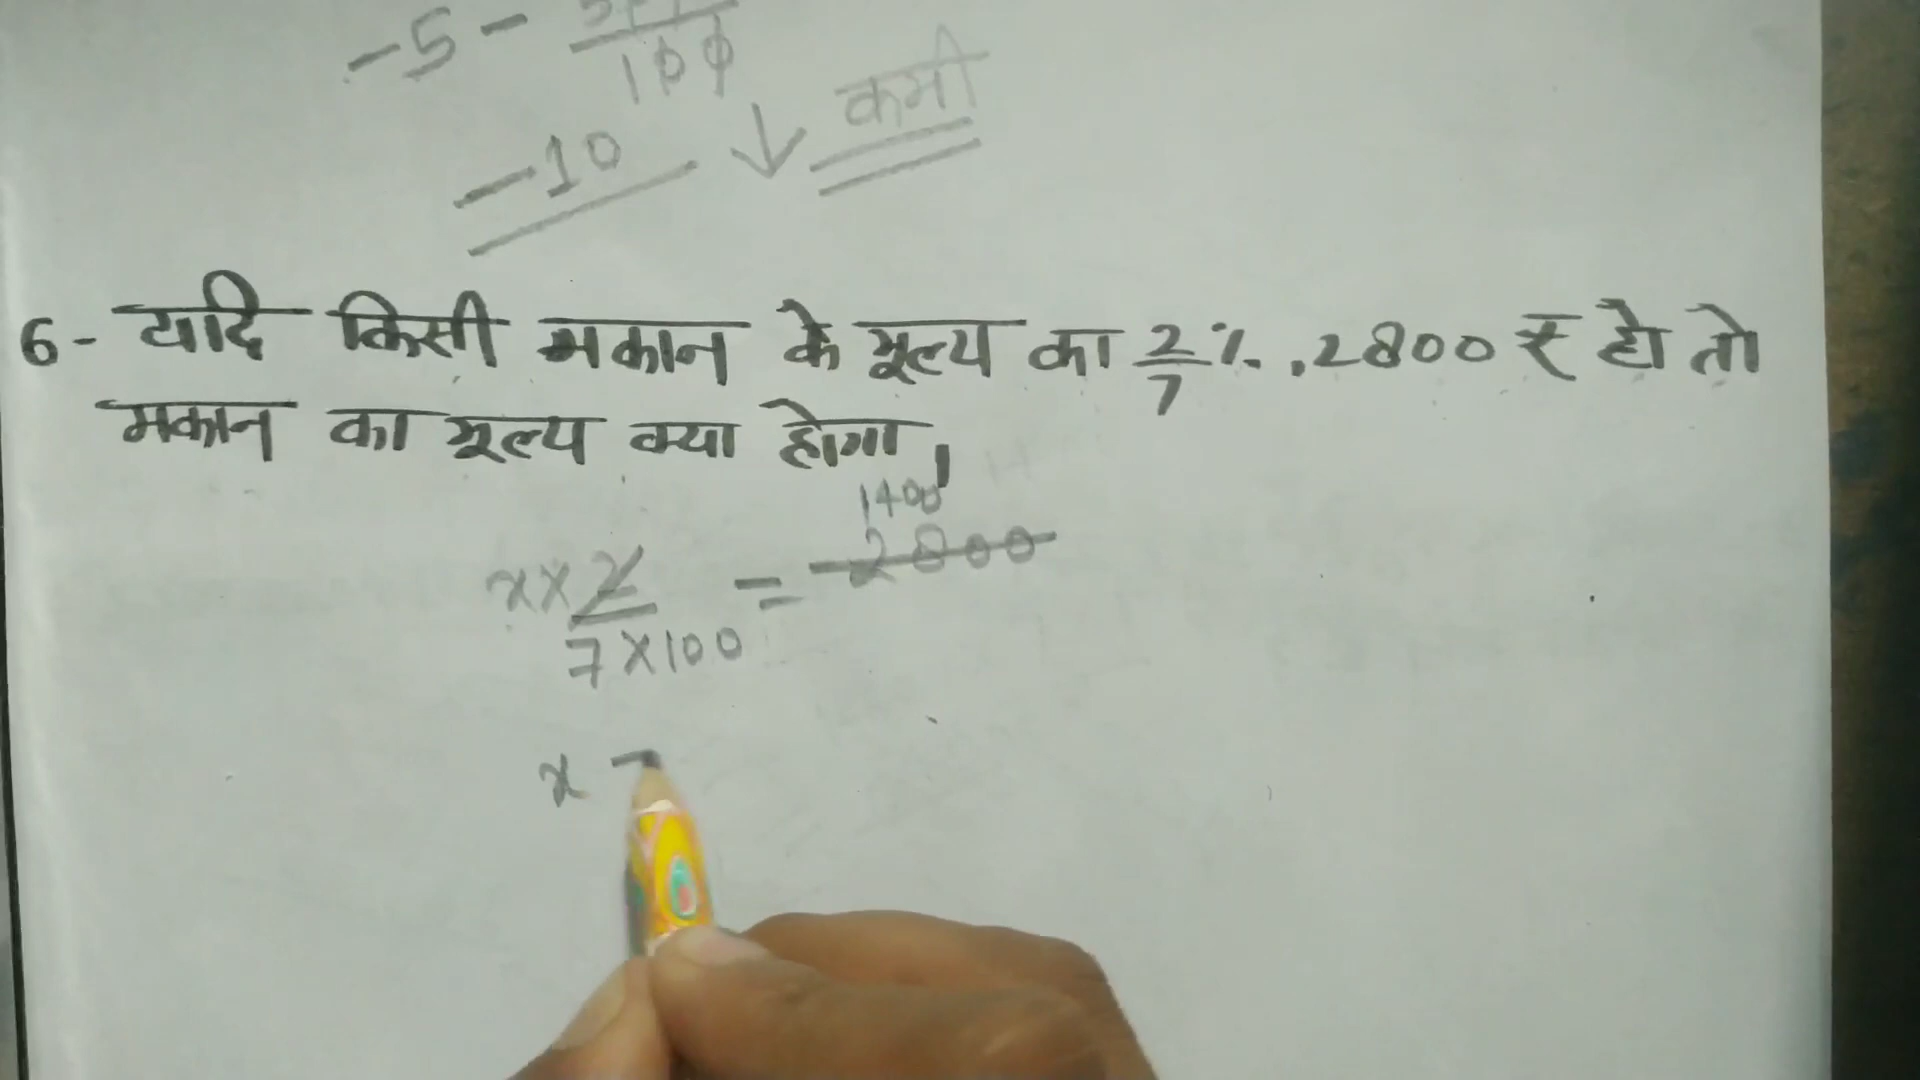 -5 -
100
-10 ↓ कमी
6- यदि किसी मकान के मूल्य का 2/7 %. .2800 ₹ हो तो
मकान का मूल्य क्या होगा।
1400
x × 2 = 2800
7 × 100
x =